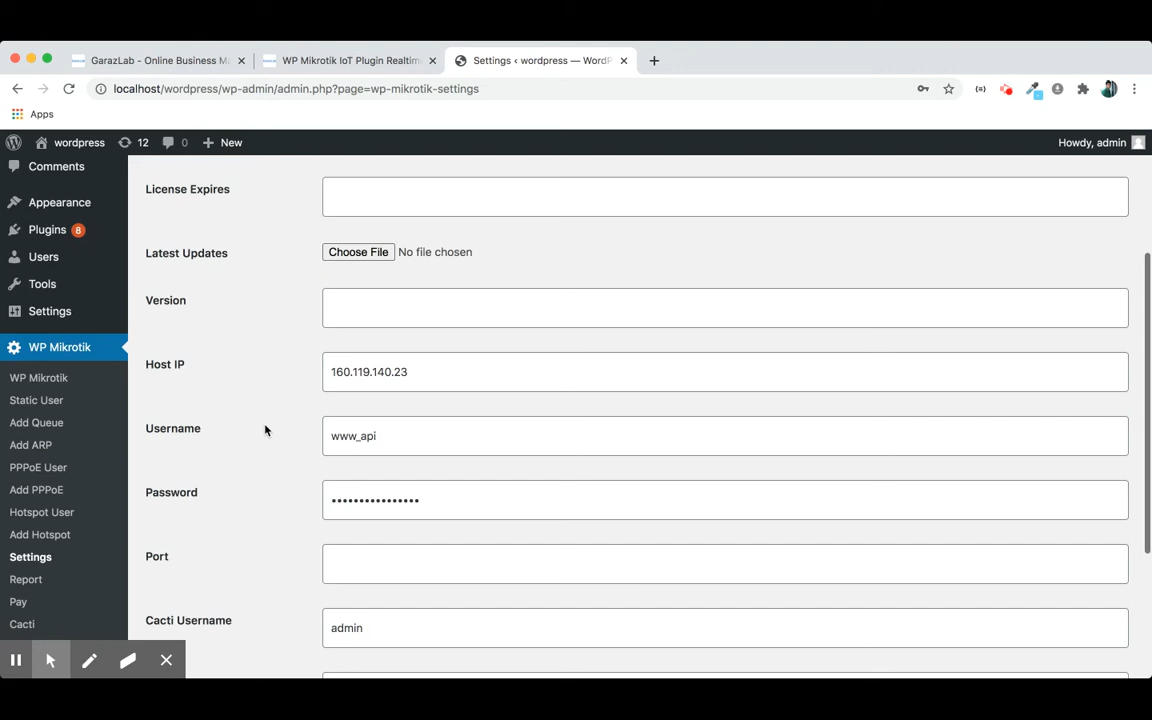 GarazLab - Online Business Ma
WP Mikrotik IoT Plugin Realtime
Settings ‹ wordpress — WordP
localhost/wordpress/wp-admin/admin.php?page=wp-mikrotik-settings
Apps
wordpress 12 0 New
Howdy, admin
Comments
Appearance
Plugins 8
Users
Tools
Settings
WP Mikrotik
WP Mikrotik
Static User
Add Queue
Add ARP
PPPoE User
Add PPPoE
Hotspot User
Add Hotspot
Settings
Report
Pay
Cacti
License Expires
Latest Updates
Choose File No file chosen
Version
Host IP
160.119.140.23
Username
www_api
Password
••••••••••••••••
Port
Cacti Username
admin